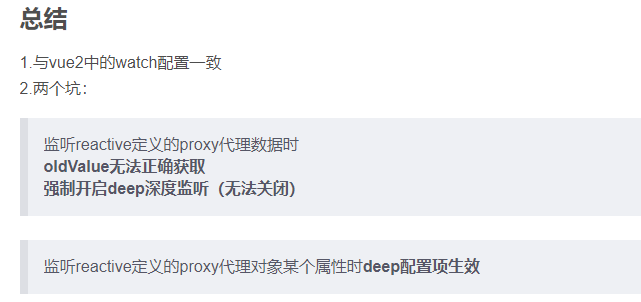 总结
1.与vue2中的watch配置一致
2.两个坑：
监听reactive定义的proxy代理数据时
oldValue无法正确获取
强制开启deep深度监听（无法关闭）
监听reactive定义的proxy代理对象某个属性时deep配置项生效